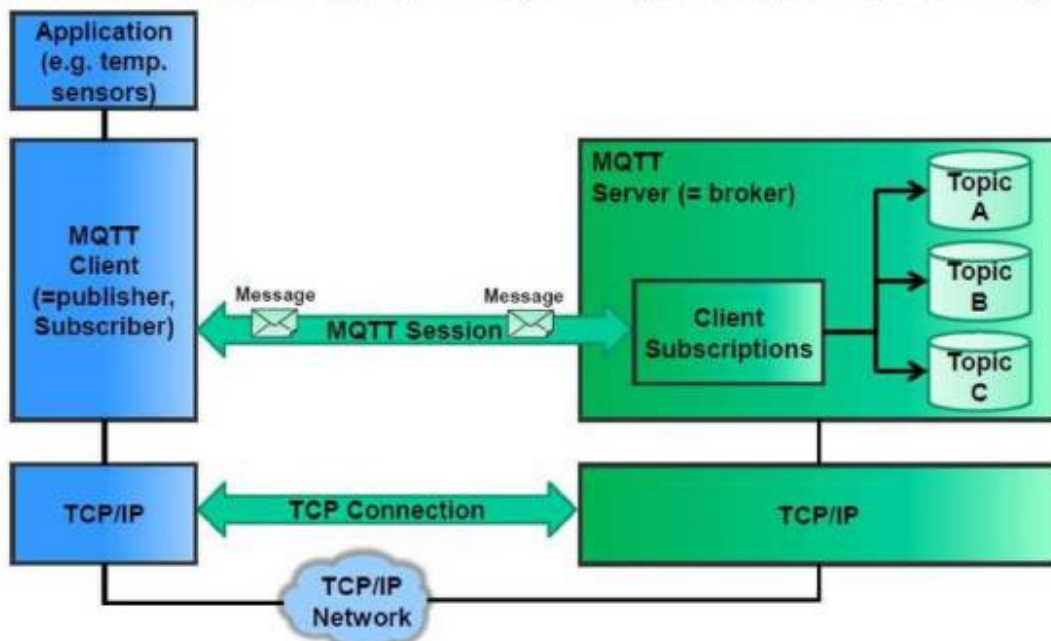 Application
(e.g. temp.
sensors)
MQTT
Client
(=publisher,
Subscriber)
Message
Message
MQTT Session
MQTT
Server (= broker)
Client
Subscriptions
Topic
A
Topic
B
Topic
C
TCP/IP
TCP Connection
TCP/IP
TCP/IP
Network